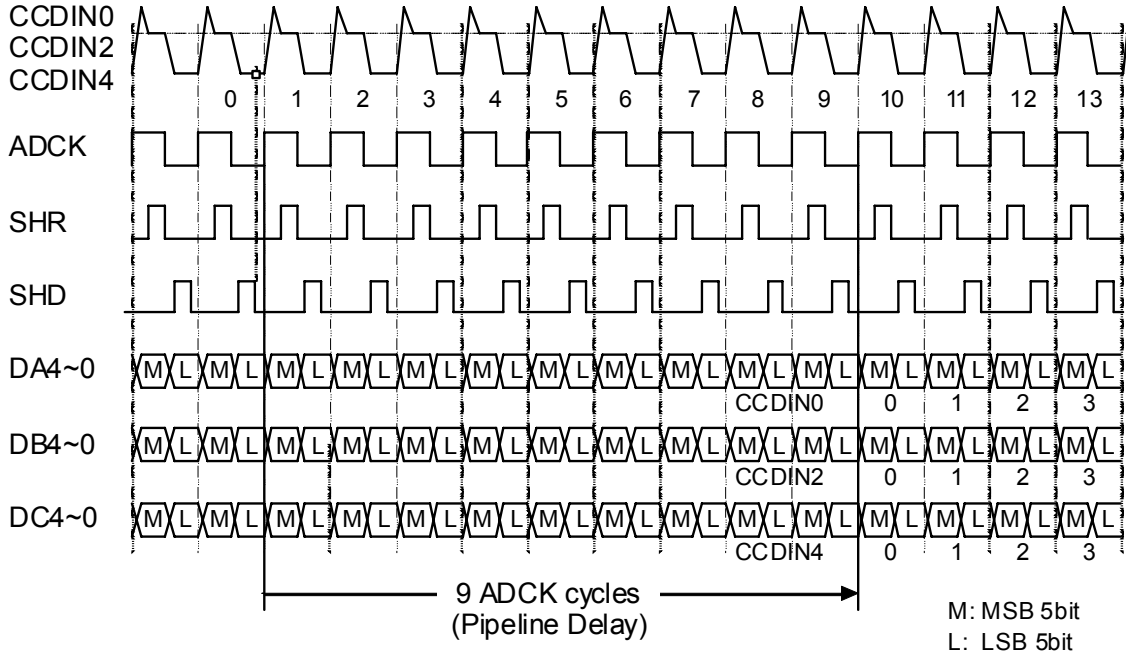 CCDIN0
CCDIN2
CCDIN4
0 1 2 3 4 5 6 7 8 9 10 11 12 13
ADCK
SHR
SHD
DA4~0 M L M L M L M L M L M L M L M L M L M L M L M L M L M L M L
CCDIN0 0 1 2 3
DB4~0 M L M L M L M L M L M L M L M L M L M L M L M L M L M L M L
CCDIN2 0 1 2 3
DC4~0 M L M L M L M L M L M L M L M L M L M L M L M L M L M L M L
CCDIN4 0 1 2 3
9 ADCK cycles
(Pipeline Delay)
M: MSB 5bit
L: LSB 5bit